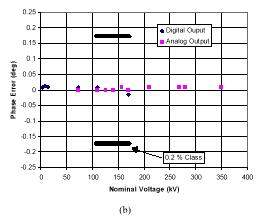 0.25
0.2
0.15
0.1
0.05
0
-0.05
-0.1
-0.15
-0.2
-0.25
Phase Error (deg)
Digital Ouput
Analog Output
0.2 % Class
0 50 100 150 200 250 300 350 400
Nominal Voltage (kV)
(b)